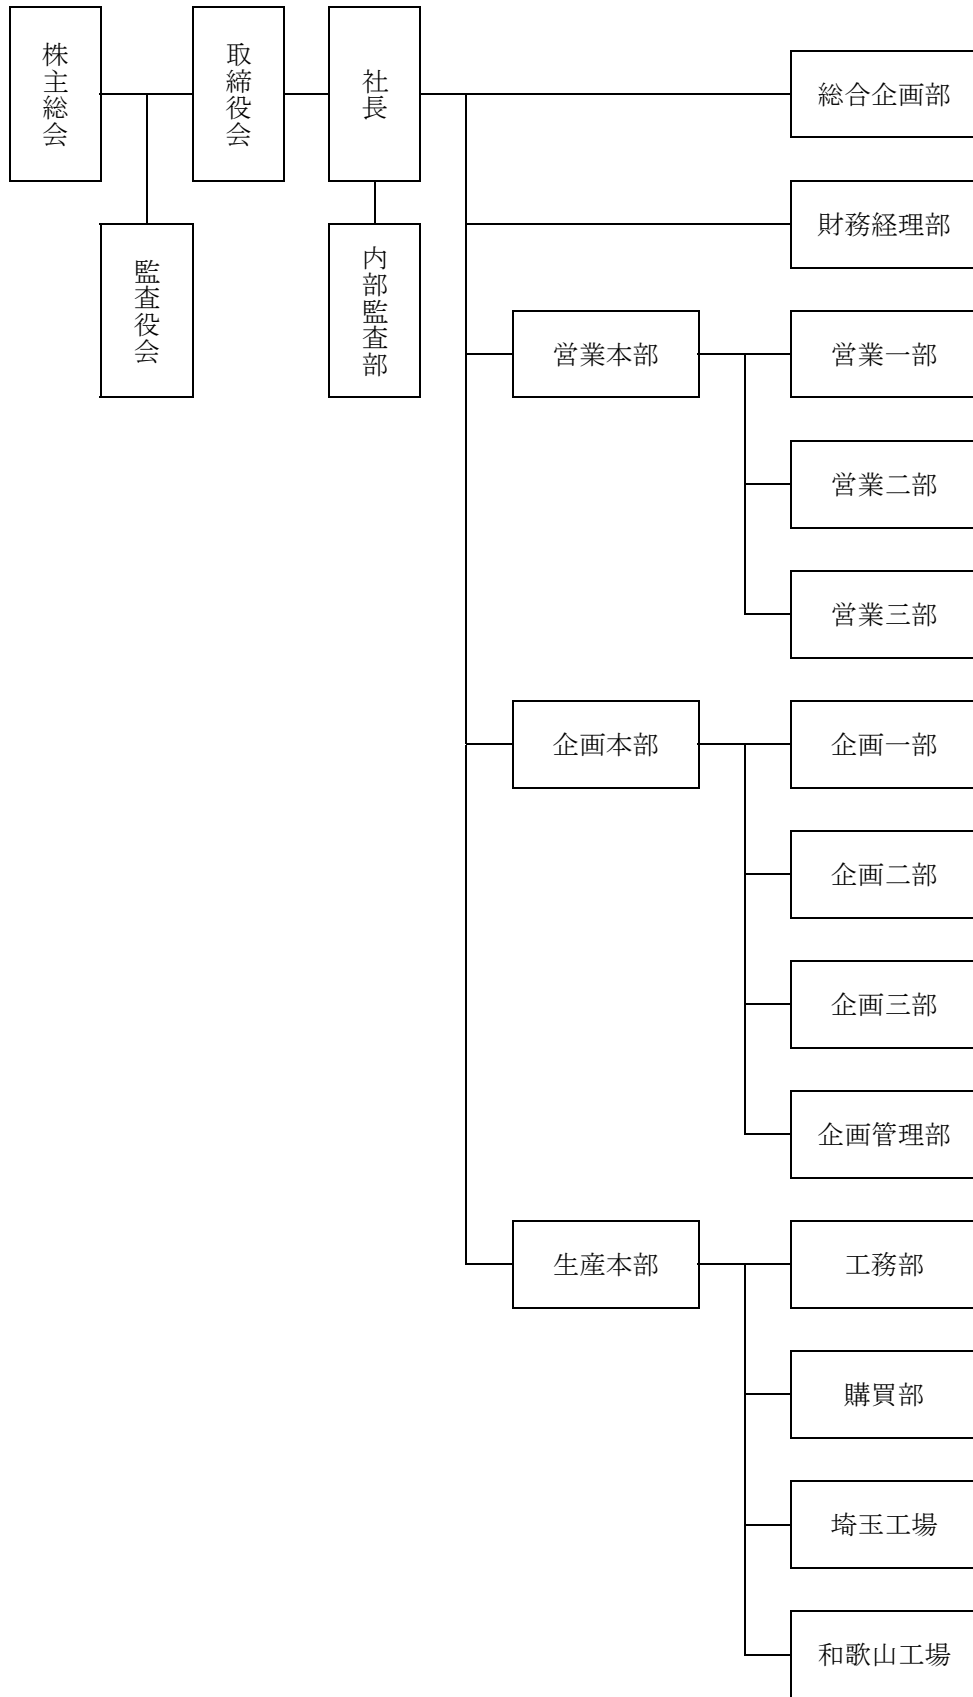 株主総会
取締役会
社長
監査役会
内部監査部
総合企画部
財務経理部
営業本部
営業一部
営業二部
営業三部
企画本部
企画一部
企画二部
企画三部
企画管理部
生産本部
工務部
購買部
埼玉工場
和歌山工場